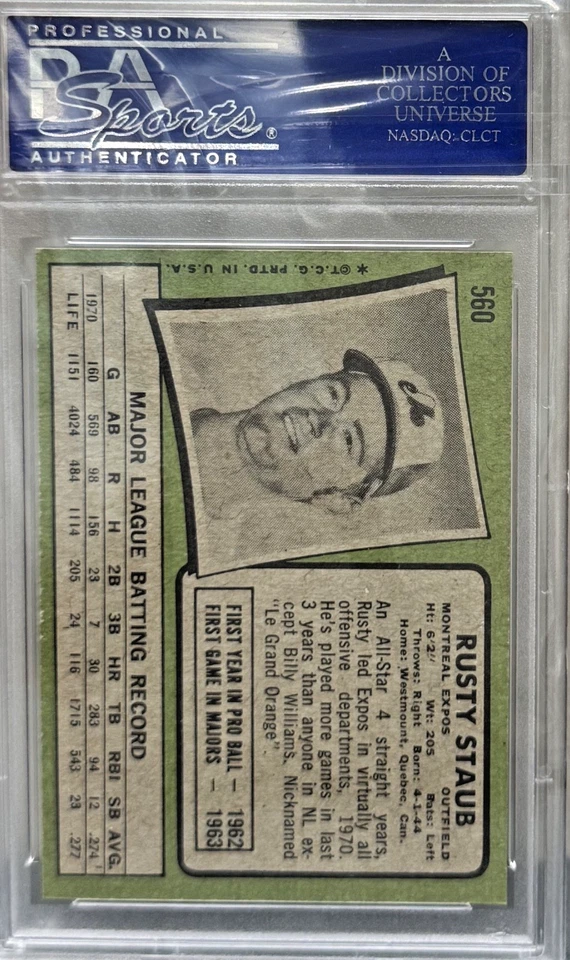 PROFESSIONAL
PSA
Sports®
AUTHENTICATOR
A
DIVISION OF
COLLECTORS
UNIVERSE
NASDAQ: CLCT
560
e
RUSTY STAUB
MONTREAL EXPOS OUTFIELD
Ht: 6'2" Wt: 205 Bats: Left
Throws: Right Born: 4-1-44
Home: Westmount, Quebec, Can.
An All-Star 4 straight years,
Rusty led Expos in virtually all
offensive departments, 1970.
He's played more games in last
3 years than anyone in NL ex-
cept Billy Williams. Nicknamed
"Le Grand Orange".
FIRST YEAR IN PRO BALL — 1962
FIRST GAME IN MAJORS — 1963
*©T.C.G. PRTD. IN U.S.A.
MAJOR LEAGUE BATTING RECORD
G AB R H 2B 3B HR TB RBI SB AVG.
1970 160 569 98 156 23 7 30 283 94 12 .274
LIFE 1151 4024 484 1114 205 24 116 1715 543 23 .277